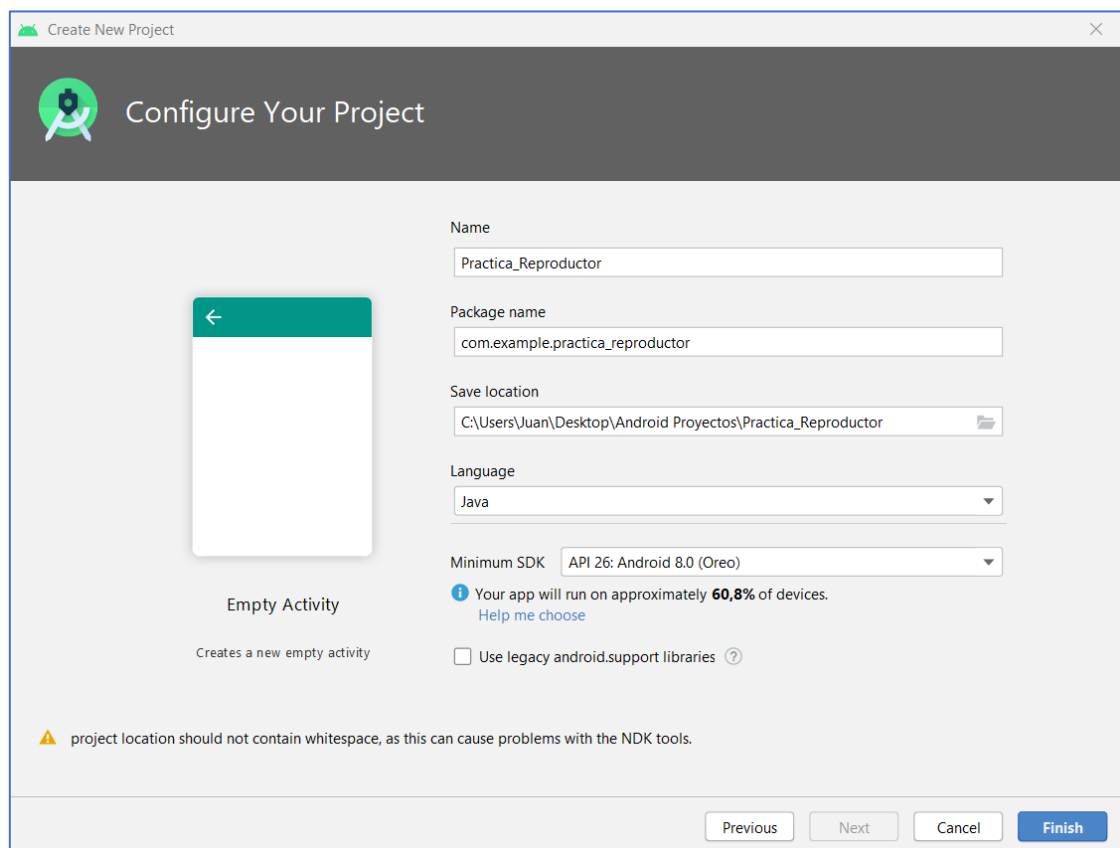 Create New Project
Configure Your Project
Name
Practica_Reproductor
Package name
com.example.practica_reproductor
Save location
C:\Users\Juan\Desktop\Android Proyectos\Practica_Reproductor
Language
Java
Minimum SDK API 26: Android 8.0 (Oreo)
Your app will run on approximately 60,8% of devices.
Help me choose
Use legacy android.support libraries ?
Empty Activity
Creates a new empty activity
project location should not contain whitespace, as this can cause problems with the NDK tools.
Previous Next Cancel Finish